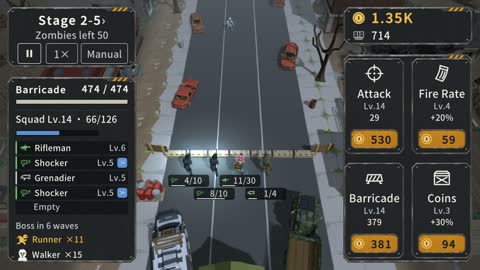 Stage 2-5›
Zombies left 50
1×
Manual
Barricade 474 / 474
Squad Lv.14 • 66/126
Rifleman Lv.6
Shocker Lv.5
Grenadier Lv.5
Shocker Lv.5
Empty
Boss in 6 waves
Runner ×11
Walker ×15
4/10
11/30
8/10
1/4
1.35K
714
Attack
Lv.14
29
530
Fire Rate
Lv.4
+20%
59
Barricade
Lv.14
379
381
Coins
Lv.3
+30%
94